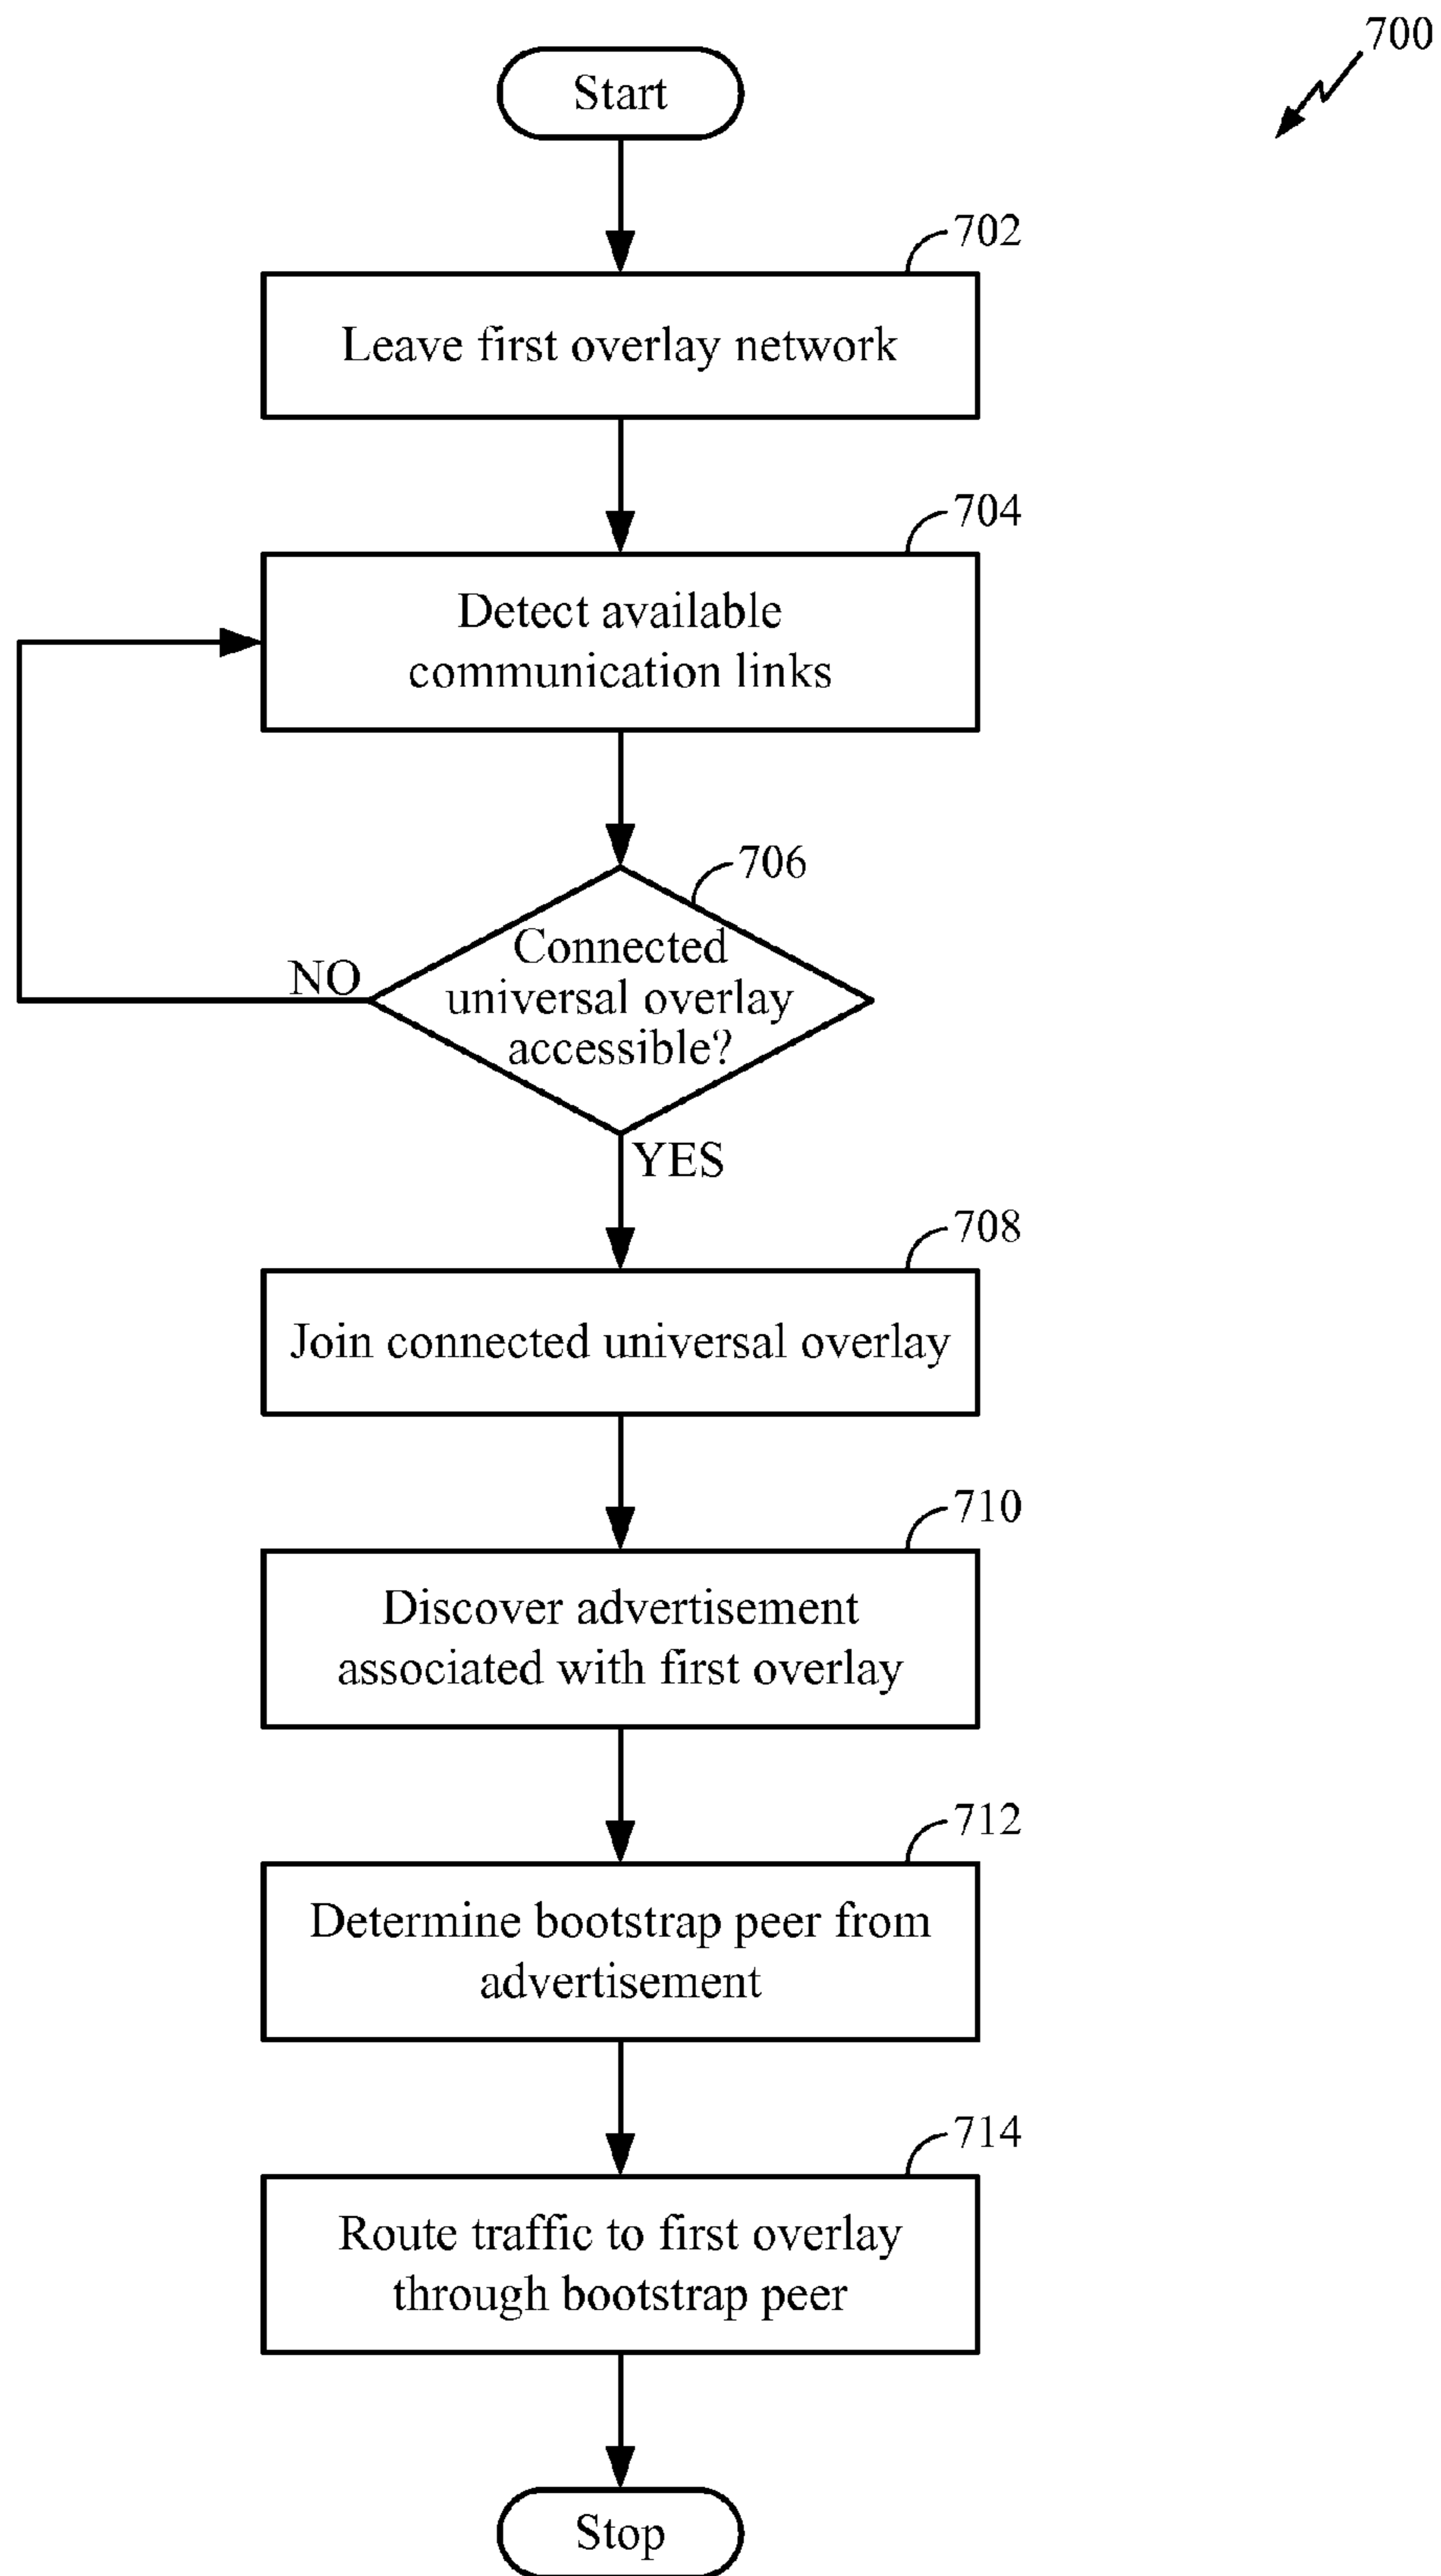 700
Start
702
Leave first overlay network
704
Detect available
communication links
706
Connected
universal overlay
accessible?
NO
YES
708
Join connected universal overlay
710
Discover advertisement
associated with first overlay
712
Determine bootstrap peer from
advertisement
714
Route traffic to first overlay
through bootstrap peer
Stop